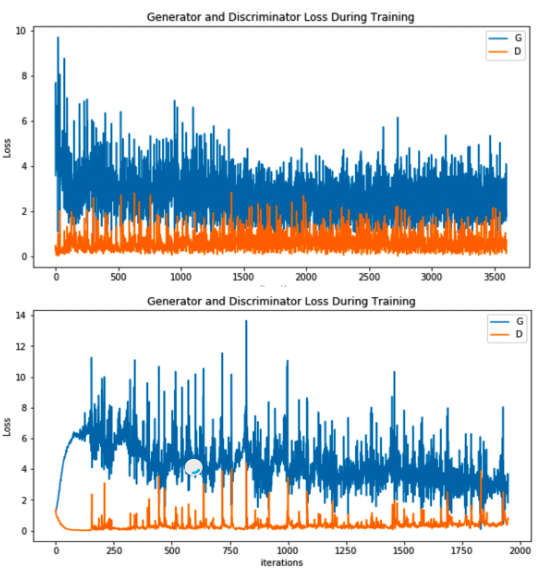 Generator and Discriminator Loss During Training
10
8
6
4
2
0
Loss
G
D
0 500 1000 1500 2000 2500 3000 3500
Generator and Discriminator Loss During Training
14
12
10
8
6
4
2
0
Loss
G
D
0 250 500 750 1000 1250 1500 1750 2000
iterations